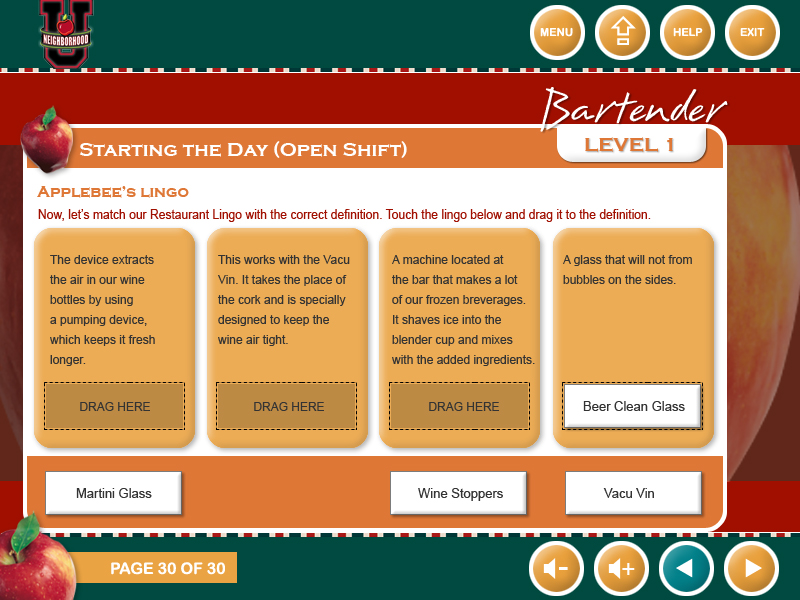 U
NEIGHBORHOOD
MENU
HELP
EXIT
Bartender
LEVEL 1
Starting the Day (Open Shift)
Applebee's lingo
Now, let's match our Restaurant Lingo with the correct definition. Touch the lingo below and drag it to the definition.
The device extracts
the air in our wine
bottles by using
a pumping device,
which keeps it fresh
longer.
DRAG HERE
This works with the Vacu
Vin. It takes the place of
the cork and is specially
designed to keep the
wine air tight.
DRAG HERE
A machine located at
the bar that makes a lot
of our frozen breverages.
It shaves ice into the
blender cup and mixes
with the added ingredients.
DRAG HERE
A glass that will not from
bubbles on the sides.
Beer Clean Glass
Martini Glass
Wine Stoppers
Vacu Vin
PAGE 30 OF 30